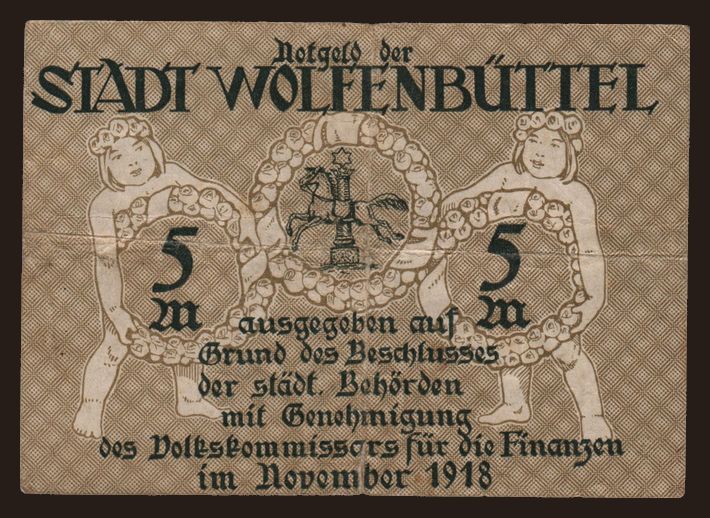 Notgeld der
STADT WOLFENBÜTTEL
5 M
5 M
ausgegeben auf
Grund des Beschlusses
der städt. Behörden
mit Genehmigung
des Volkskommissars für die Finanzen
im November 1918